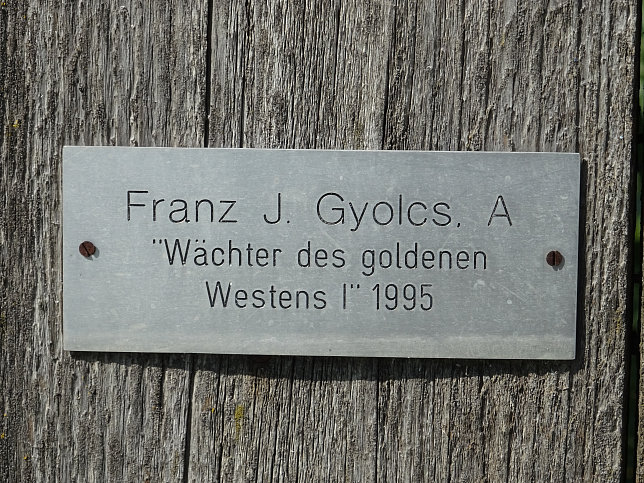 Franz J. Gyolcs, A
"Wächter des goldenen
Westens I" 1995